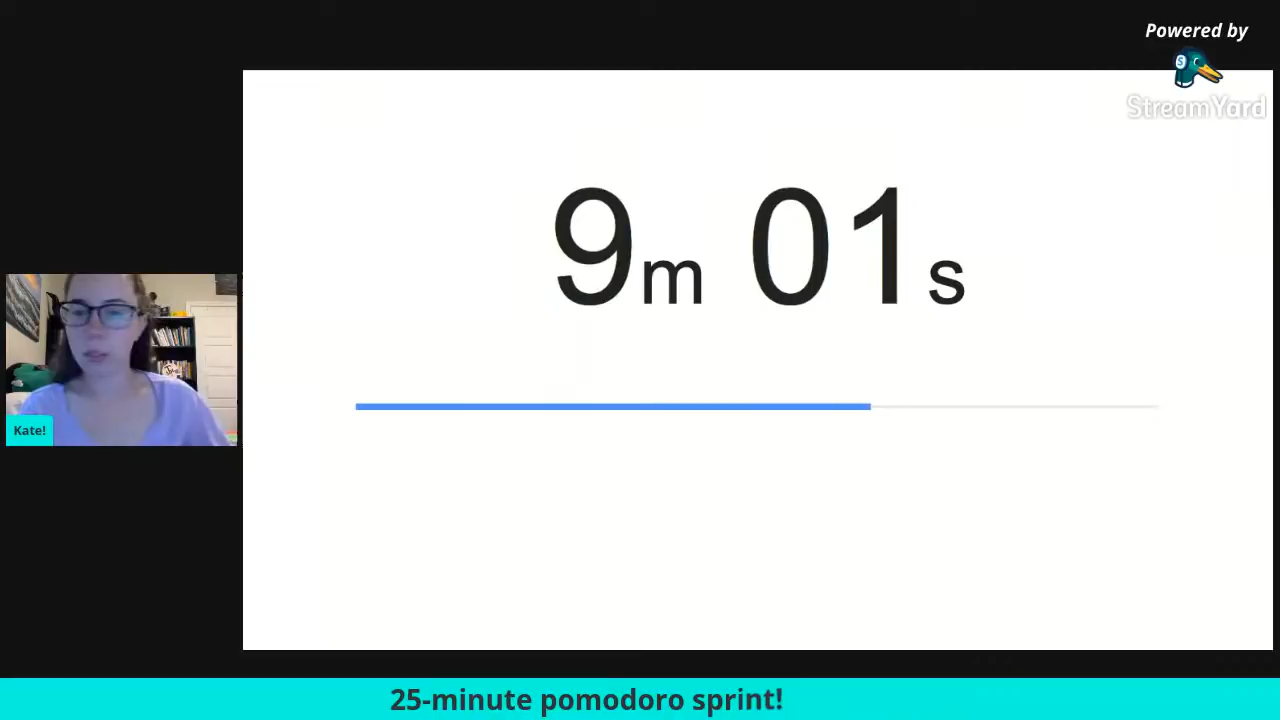 Powered by
StreamYard
9m 01s
Kate!
25-minute pomodoro sprint!